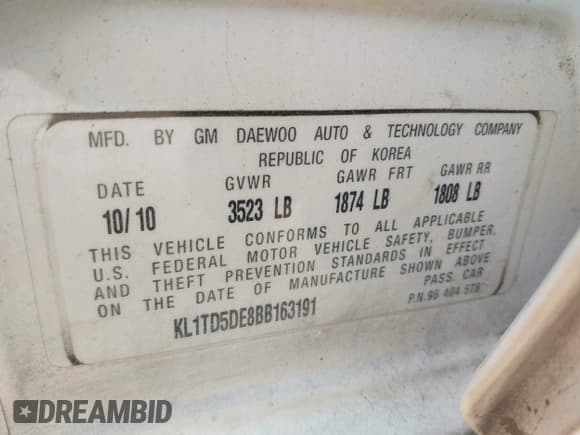 MFD. BY GM DAEWOO AUTO & TECHNOLOGY COMPANY
REPUBLIC OF KOREA
DATE GVWR GAWR FRT GAWR RR
10/10 3523 LB 1874 LB 1808 LB
THIS VEHICLE CONFORMS TO ALL APPLICABLE
U.S. FEDERAL MOTOR VEHICLE SAFETY, BUMPER,
AND THEFT PREVENTION STANDARDS IN EFFECT
ON THE DATE OF MANUFACTURE SHOWN ABOVE
PASS. CAR
KL1TD5DE8BB163191 P.N.96 404 578
DREAMBID